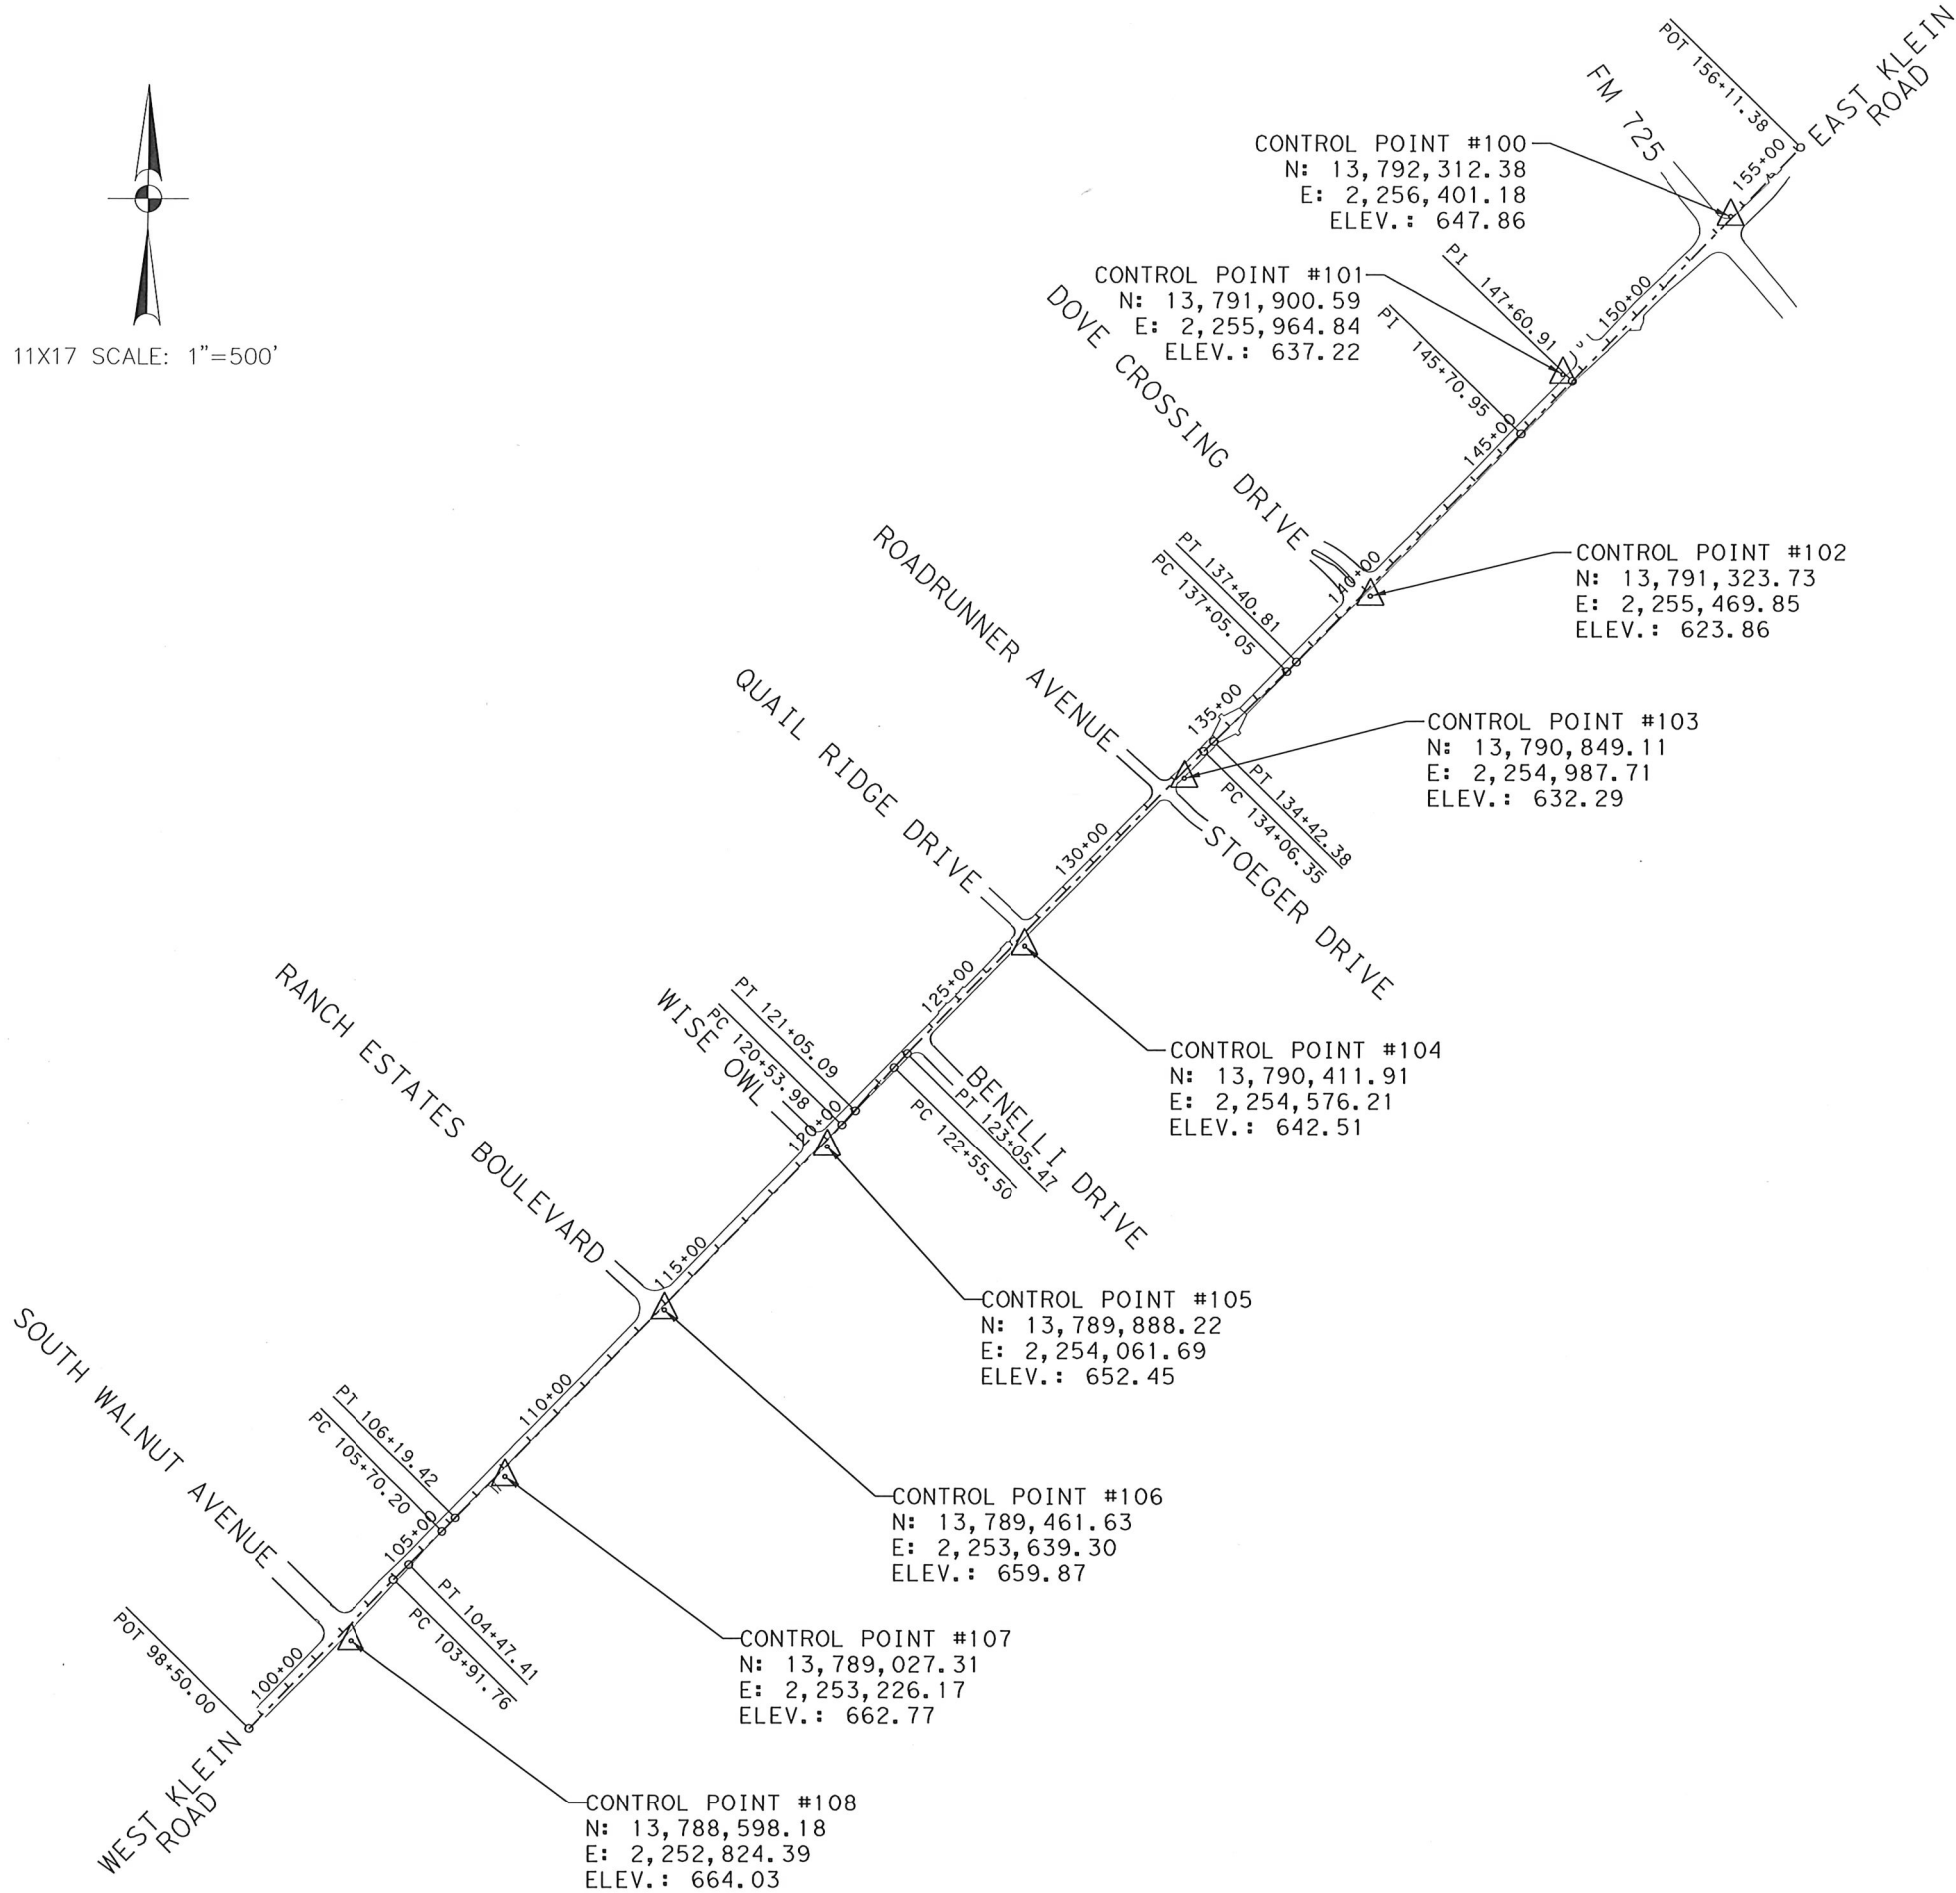 POT 156+11.38
EAST KLEIN
ROAD
FM 725
155+00
CONTROL POINT #100
N: 13,792,312.38
E: 2,256,401.18
ELEV.: 647.86
11X17 SCALE: 1"=500'
CONTROL POINT #101
N: 13,791,900.59
E: 2,255,964.84
ELEV.: 637.22
PI 147+60.91
150+00
PI 145+70.95
145+00
DOVE CROSSING DRIVE
CONTROL POINT #102
N: 13,791,323.73
E: 2,255,469.85
ELEV.: 623.86
140+00
ROADRUNNER AVENUE
PT 137+40.81
PC 137+05.05
135+00
CONTROL POINT #103
N: 13,790,849.11
E: 2,254,987.71
ELEV.: 632.29
PT 134+42.38
PC 134+06.35
STOEGER DRIVE
QUAIL RIDGE DRIVE
130+00
125+00
CONTROL POINT #104
N: 13,790,411.91
E: 2,254,576.21
ELEV.: 642.51
PT 121+05.09
PC 120+53.98
WISE OWL
120+00
BENELLI DRIVE
PT 123+05.47
PC 122+55.50
RANCH ESTATES BOULEVARD
115+00
CONTROL POINT #105
N: 13,789,888.22
E: 2,254,061.69
ELEV.: 652.45
110+00
CONTROL POINT #106
N: 13,789,461.63
E: 2,253,639.30
ELEV.: 659.87
SOUTH WALNUT AVENUE
PT 106+19.42
PC 105+70.20
105+00
PT 104+47.41
PC 103+91.76
CONTROL POINT #107
N: 13,789,027.31
E: 2,253,226.17
ELEV.: 662.77
POT 98+50.00
100+00
WEST KLEIN
ROAD
CONTROL POINT #108
N: 13,788,598.18
E: 2,252,824.39
ELEV.: 664.03